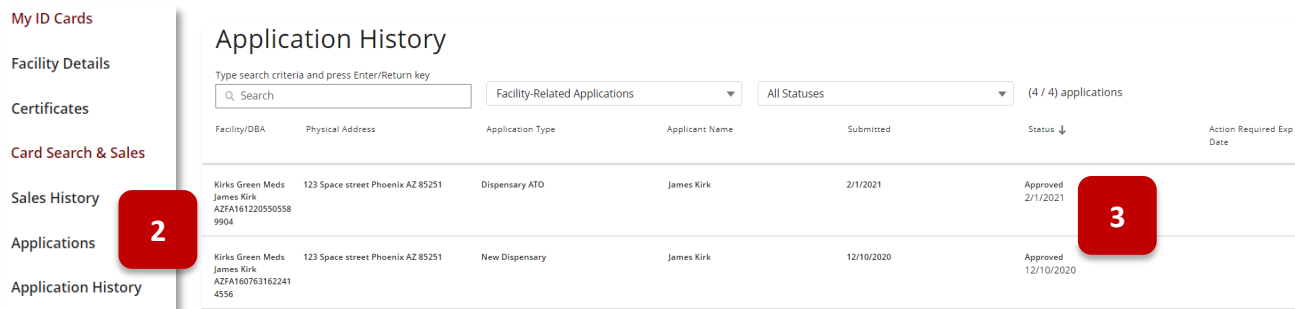 My ID Cards
Facility Details
Certificates
Card Search & Sales
Sales History
Applications
Application History
2
Application History
Type search criteria and press Enter/Return key
Search
Facility-Related Applications
All Statuses
(4 / 4) applications
Facility/DBA
Physical Address
Application Type
Applicant Name
Submitted
Status ↓
Action Required Exp
Date
Kirks Green Meds
James Kirk
AZFA161220550558
9904
123 Space street Phoenix AZ 85251
Dispensary ATO
James Kirk
2/1/2021
Approved
2/1/2021
3
Kirks Green Meds
James Kirk
AZFA160763162241
4556
123 Space street Phoenix AZ 85251
New Dispensary
James Kirk
12/10/2020
Approved
12/10/2020